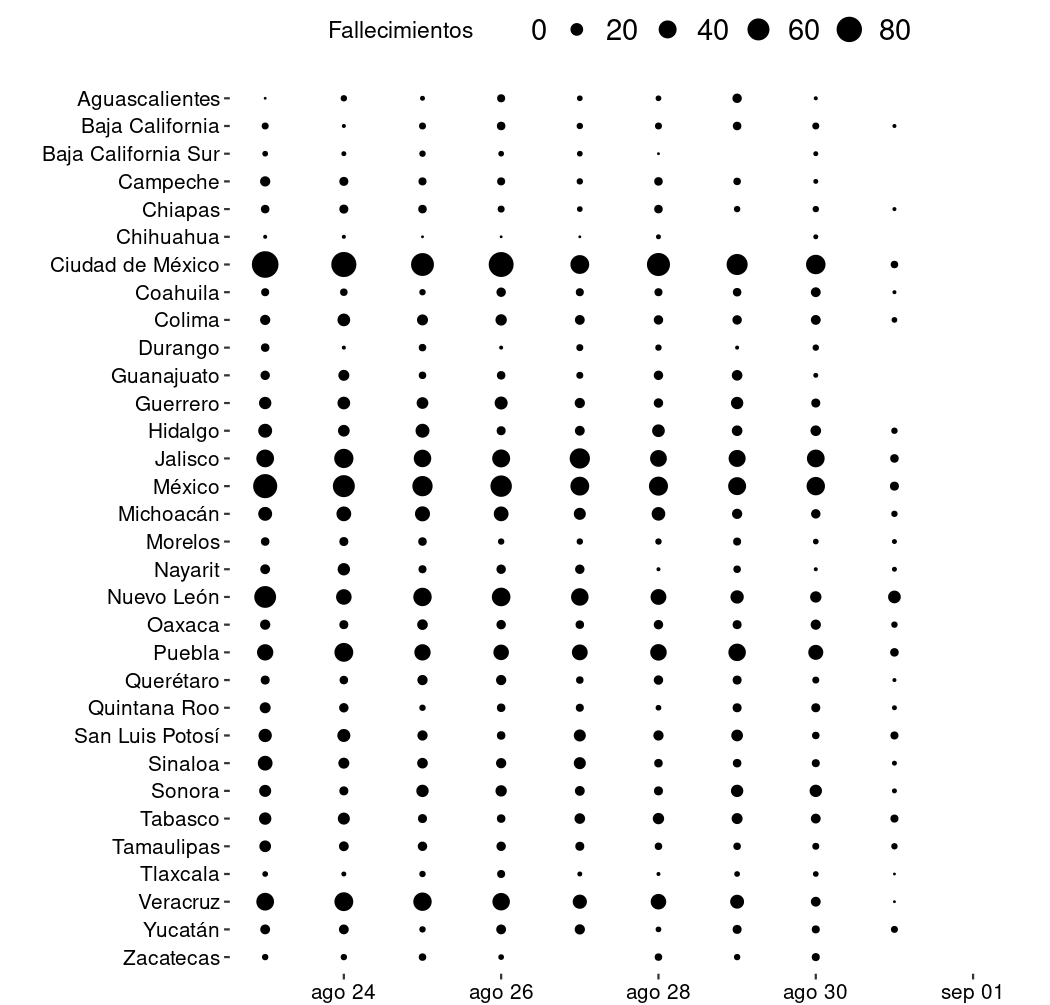 Fallecimientos 0 20 40 60 80
Aguascalientes
Baja California
Baja California Sur
Campeche
Chiapas
Chihuahua
Ciudad de México
Coahuila
Colima
Durango
Guanajuato
Guerrero
Hidalgo
Jalisco
México
Michoacán
Morelos
Nayarit
Nuevo León
Oaxaca
Puebla
Querétaro
Quintana Roo
San Luis Potosí
Sinaloa
Sonora
Tabasco
Tamaulipas
Tlaxcala
Veracruz
Yucatán
Zacatecas
ago 24 ago 26 ago 28 ago 30 sep 01